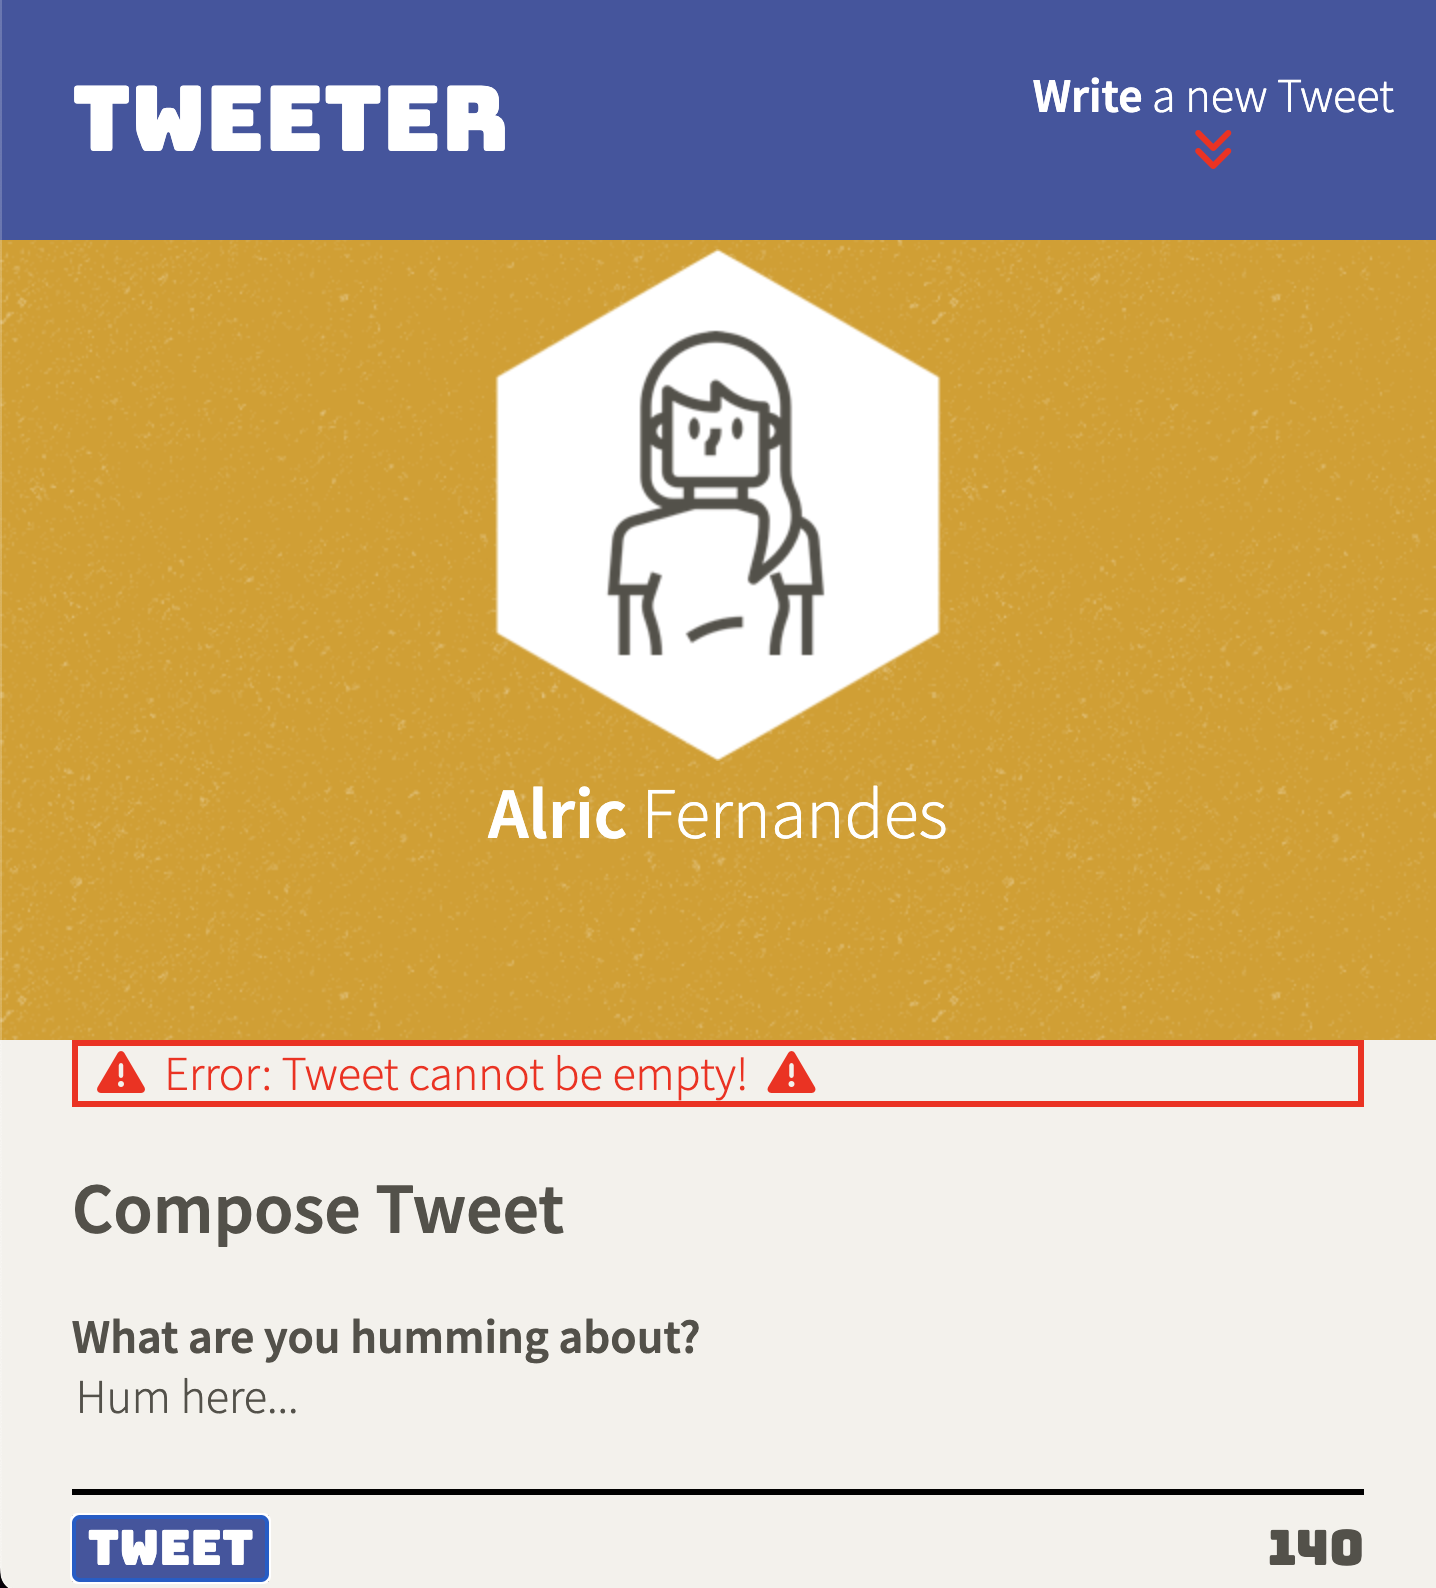 TWEETER
Write a new Tweet
Alric Fernandes
Error: Tweet cannot be empty!
Compose Tweet
What are you humming about?
Hum here...
TWEET
140